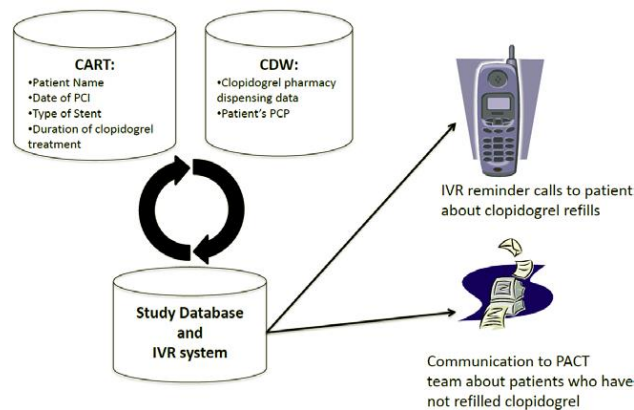 CART:
•Patient Name
•Date of PCI
•Type of Stent
•Duration of clopidogrel
treatment
CDW:
•Clopidogrel pharmacy
dispensing data
•Patient's PCP
IVR reminder calls to patient
about clopidogrel refills
Study Database
and
IVR system
Communication to PACT
team about patients who have
not refilled clopidogrel